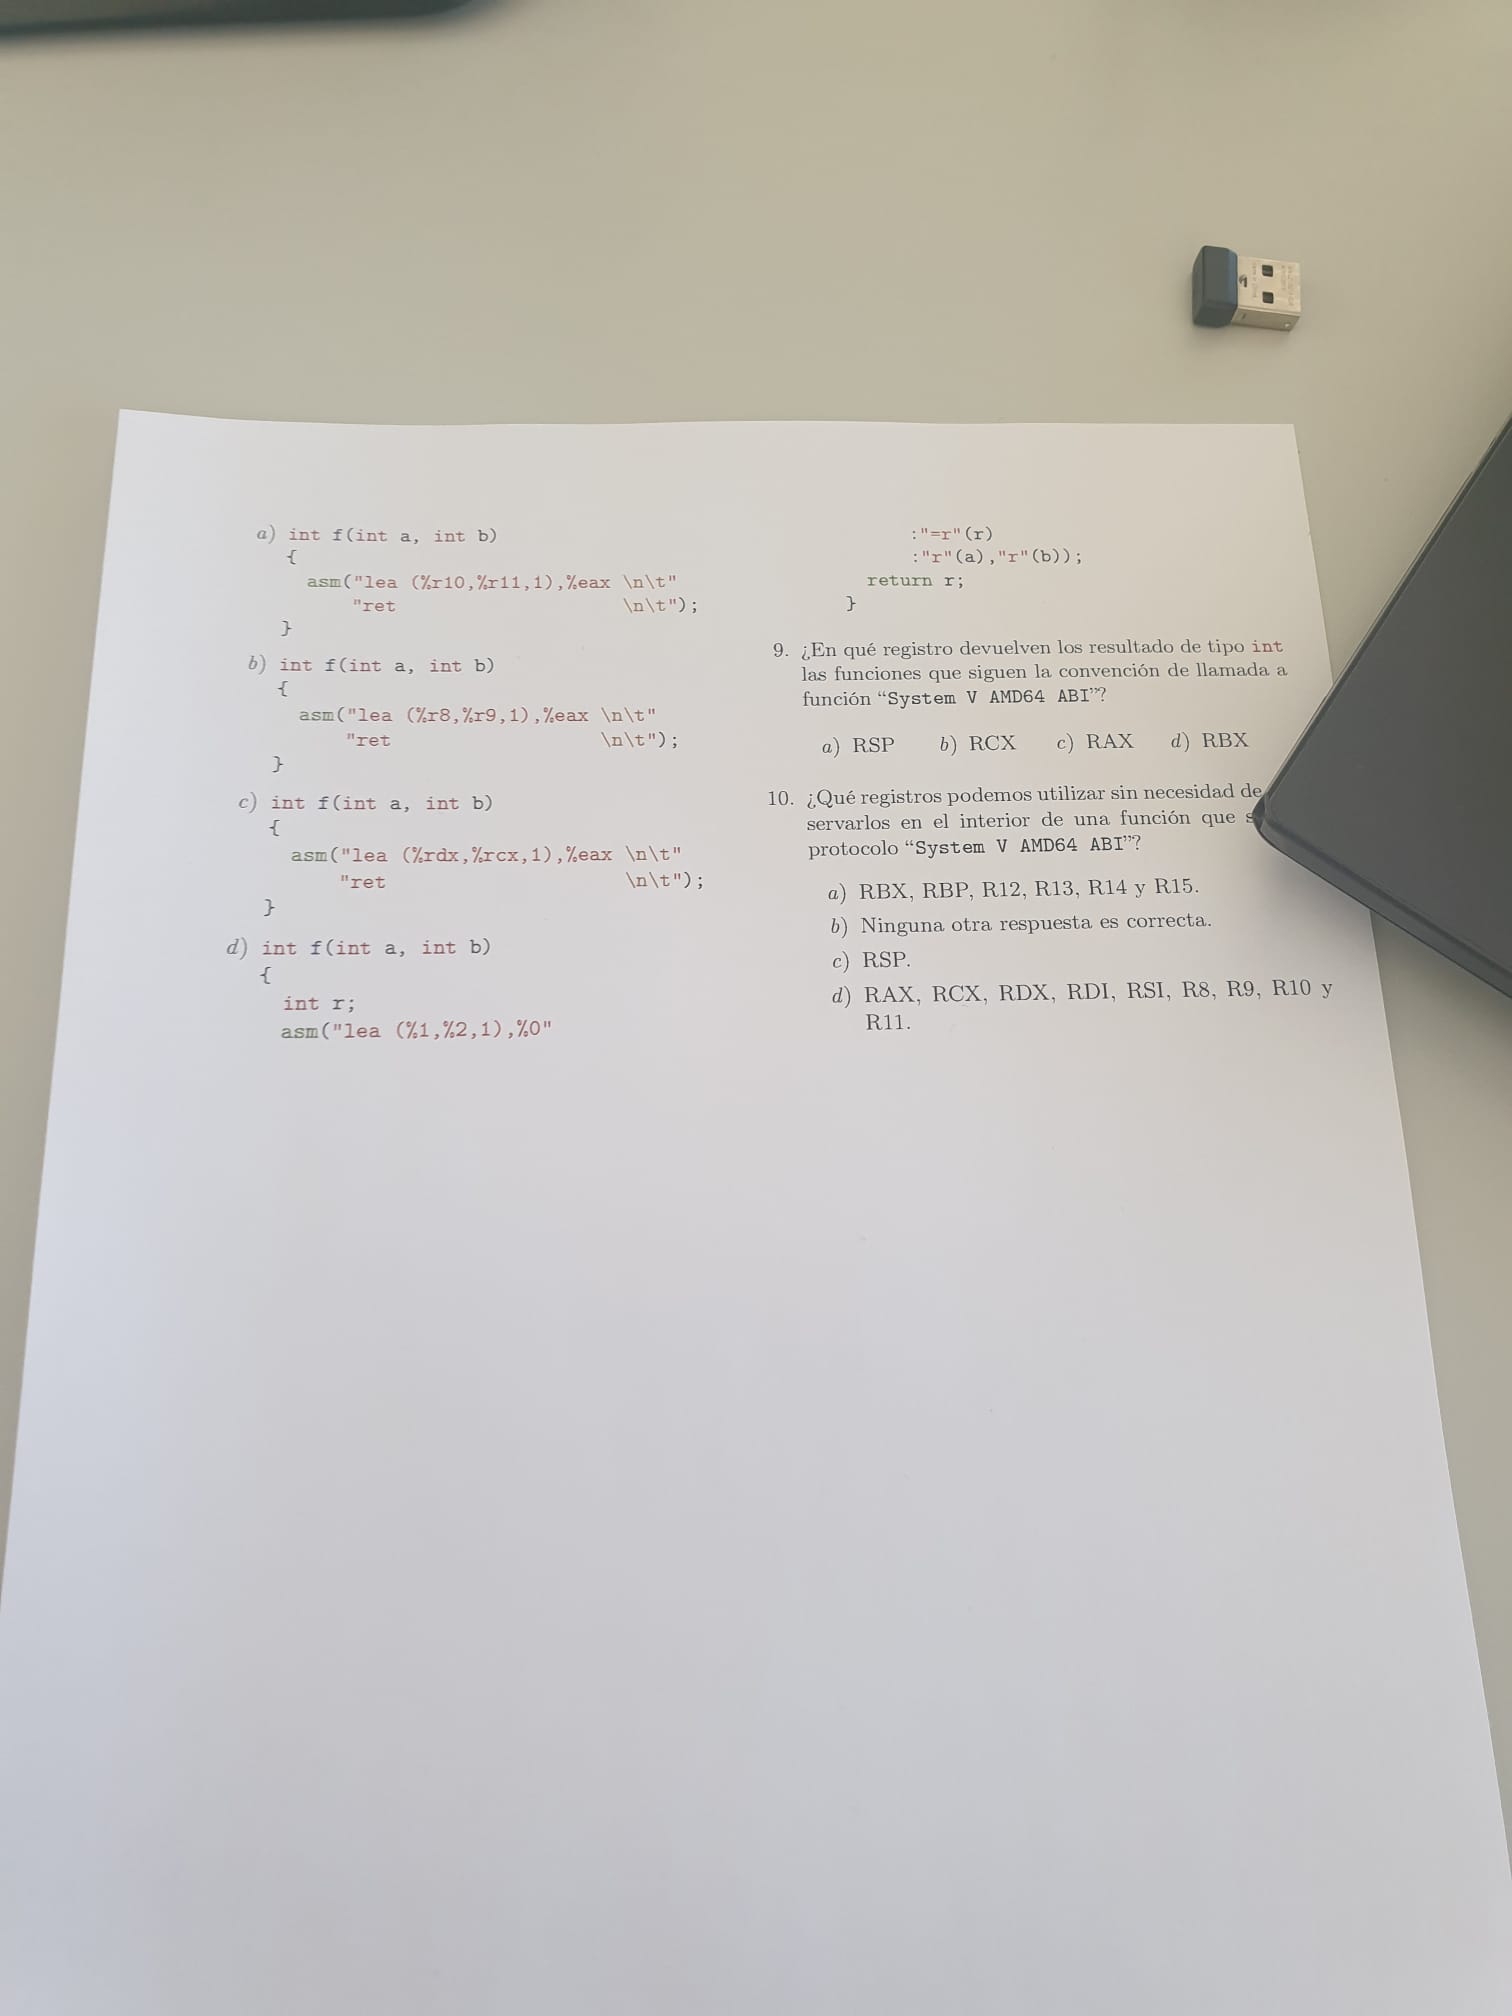 a) int f(int a, int b)
{
asm("lea (%r10,%r11,1),%eax \n\t"
"ret \n\t");
}
b) int f(int a, int b)
{
asm("lea (%r8,%r9,1),%eax \n\t"
"ret \n\t");
}
c) int f(int a, int b)
{
asm("lea (%rdx,%rcx,1),%eax \n\t"
"ret \n\t");
}
d) int f(int a, int b)
{
int r;
asm("lea (%1,%2,1),%0"
:"=r"(r)
:"r"(a),"r"(b));
return r;
}
9. ¿En qué registro devuelven los resultado de tipo int
las funciones que siguen la convención de llamada a
función “System V AMD64 ABI”?
a) RSP b) RCX c) RAX d) RBX
10. ¿Qué registros podemos utilizar sin necesidad de
servarlos en el interior de una función que
protocolo “System V AMD64 ABI”?
a) RBX, RBP, R12, R13, R14 y R15.
b) Ninguna otra respuesta es correcta.
c) RSP.
d) RAX, RCX, RDX, RDI, RSI, R8, R9, R10 y
R11.